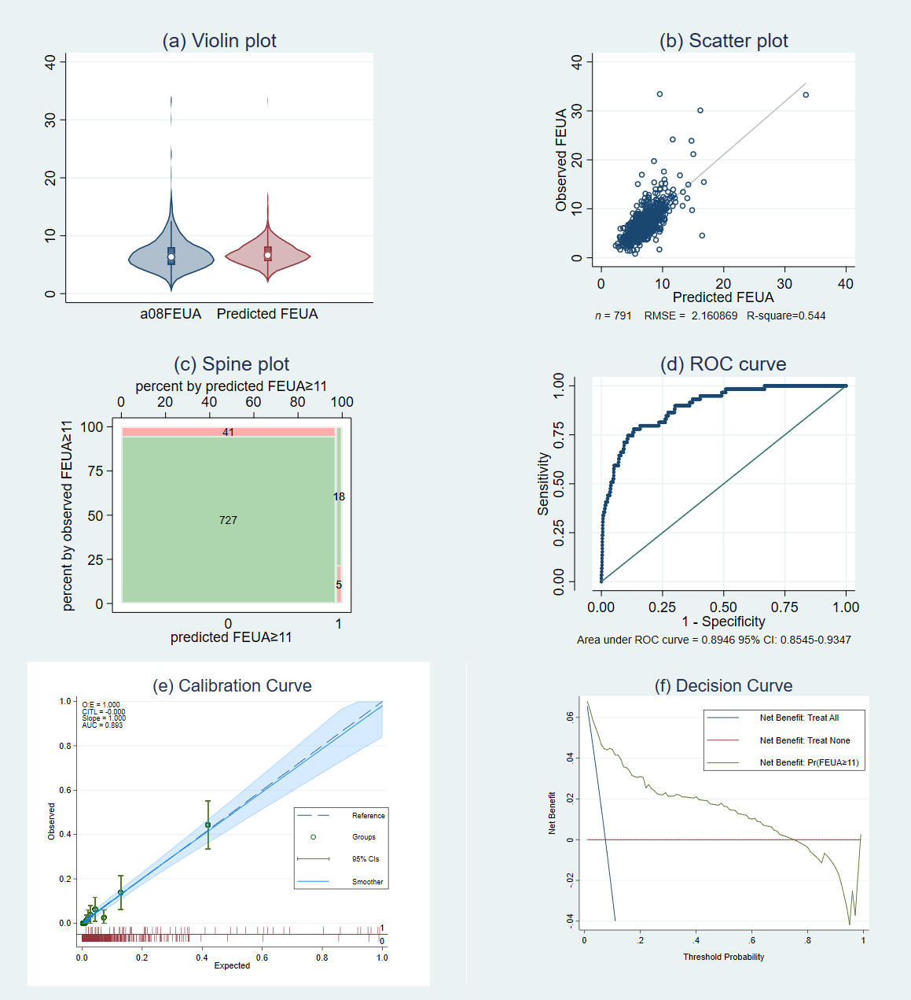 (a) Violin plot
40
30
20
10
0
a08FEUA Predicted FEUA
(b) Scatter plot
Observed FEUA
40
30
20
10
0
0 10 20 30 40
Predicted FEUA
n = 791 RMSE = 2.160869 R-square=0.544
(c) Spine plot
percent by predicted FEUA≥11
0 20 40 60 80 100
percent by observed FEUA≥11
100
75
50
25
0
41
18
727
5
0 1
predicted FEUA≥11
(d) ROC curve
Sensitivity
1.00
0.75
0.50
0.25
0.00
0.00 0.25 0.50 0.75 1.00
1 - Specificity
Area under ROC curve = 0.8946 95% CI: 0.8545-0.9347
(e) Calibration Curve
O:E = 1.000
CITL = -0.000
Slope = 1.000
AUC = 0.893
Observed
1.0
0.8
0.6
0.4
0.2
0.0
Reference
Groups
95% CIs
Smoother
1
0
0.0 0.2 0.4 0.6 0.8 1.0
Expected
(f) Decision Curve
Net Benefit: Treat All
Net Benefit: Treat None
Net Benefit: Pr(FEUA≥11)
Net Benefit
.06
.04
.02
0
-.02
-.04
0 .2 .4 .6 .8 1
Threshold Probability